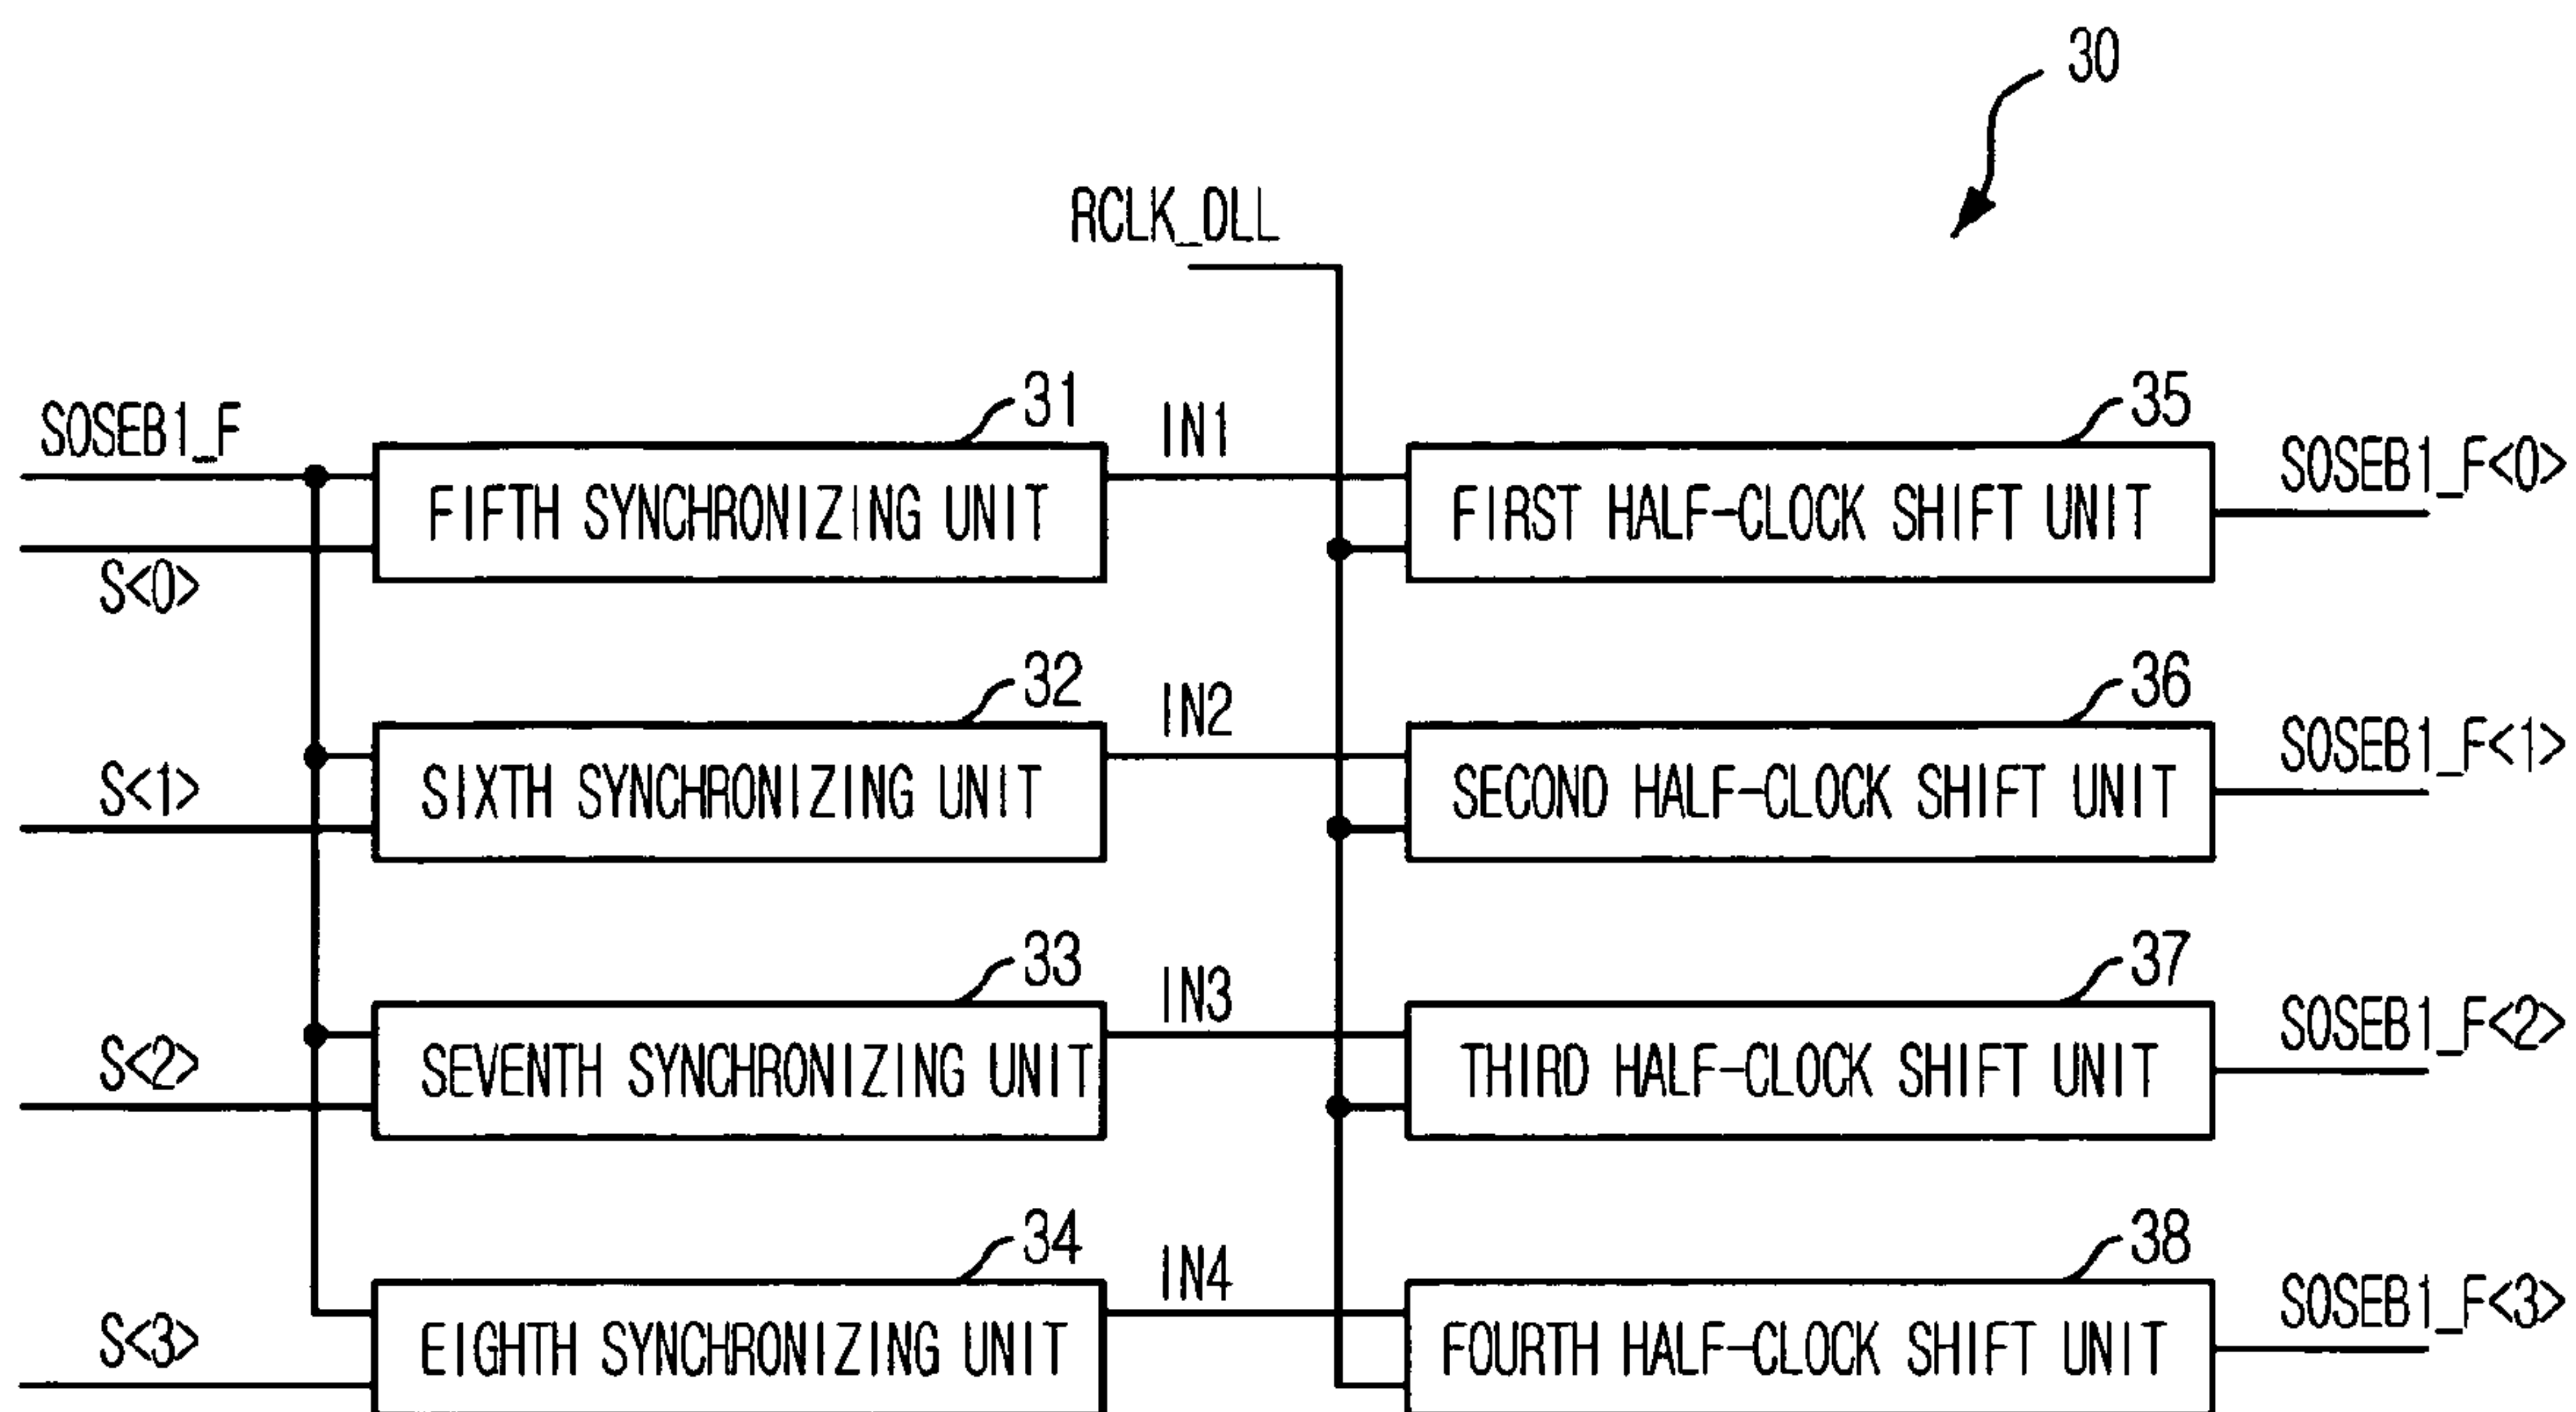 30
RCLK_DLL
SOSEB1_F
S<0>
31
FIFTH SYNCHRONIZING UNIT
IN1
35
FIRST HALF-CLOCK SHIFT UNIT
SOSEB1_F<0>
S<1>
32
SIXTH SYNCHRONIZING UNIT
IN2
36
SECOND HALF-CLOCK SHIFT UNIT
SOSEB1_F<1>
S<2>
33
SEVENTH SYNCHRONIZING UNIT
IN3
37
THIRD HALF-CLOCK SHIFT UNIT
SOSEB1_F<2>
S<3>
34
EIGHTH SYNCHRONIZING UNIT
IN4
38
FOURTH HALF-CLOCK SHIFT UNIT
SOSEB1_F<3>